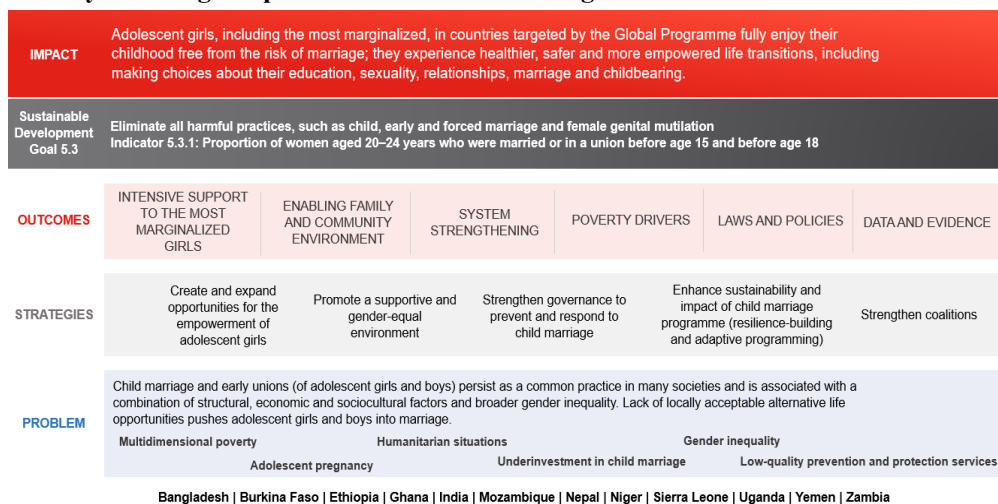 IMPACT
Adolescent girls, including the most marginalized, in countries targeted by the Global Programme fully enjoy their
childhood free from the risk of marriage; they experience healthier, safer and more empowered life transitions, including
making choices about their education, sexuality, relationships, marriage and childbearing.
Sustainable
Development
Goal 5.3
Eliminate all harmful practices, such as child, early and forced marriage and female genital mutilation
Indicator 5.3.1: Proportion of women aged 20–24 years who were married or in a union before age 15 and before age 18
OUTCOMES
INTENSIVE SUPPORT
TO THE MOST
MARGINALIZED
GIRLS
ENABLING FAMILY
AND COMMUNITY
ENVIRONMENT
SYSTEM
STRENGTHENING
POVERTY DRIVERS
LAWS AND POLICIES
DATA AND EVIDENCE
STRATEGIES
Create and expand
opportunities for the
empowerment of
adolescent girls
Promote a supportive and
gender-equal
environment
Strengthen governance to
prevent and respond to
child marriage
Enhance sustainability and
impact of child marriage
programme (resilience-building
and adaptive programming)
Strengthen coalitions
PROBLEM
Child marriage and early unions (of adolescent girls and boys) persist as a common practice in many societies and is associated with a
combination of structural, economic and sociocultural factors and broader gender inequality. Lack of locally acceptable alternative life
opportunities pushes adolescent girls and boys into marriage.
Multidimensional poverty
Humanitarian situations
Gender inequality
Adolescent pregnancy
Underinvestment in child marriage
Low-quality prevention and protection services
Bangladesh | Burkina Faso | Ethiopia | Ghana | India | Mozambique | Nepal | Niger | Sierra Leone | Uganda | Yemen | Zambia